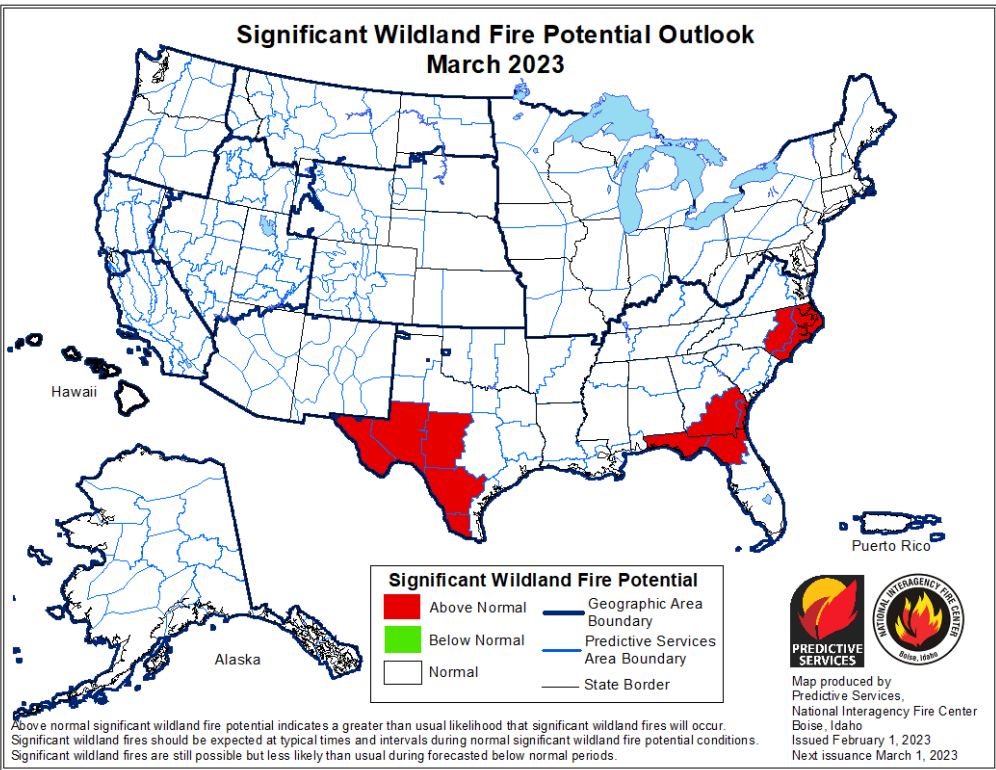 Significant Wildland Fire Potential Outlook
March 2023
Hawaii
Puerto Rico
Alaska
Significant Wildland Fire Potential
Above Normal
Below Normal
Normal
Geographic Area
Boundary
Predictive Services
Area Boundary
State Border
PREDICTIVE
SERVICES
NATIONAL INTERAGENCY FIRE CENTER
Boise, Idaho
Map produced by
Predictive Services,
National Interagency Fire Center
Boise, Idaho
Issued February 1, 2023
Next issuance March 1, 2023
Above normal significant wildland fire potential indicates a greater than usual likelihood that significant wildland fires will occur.
Significant wildland fires should be expected at typical times and intervals during normal significant wildland fire potential conditions.
Significant wildland fires are still possible but less likely than usual during forecasted below normal periods.